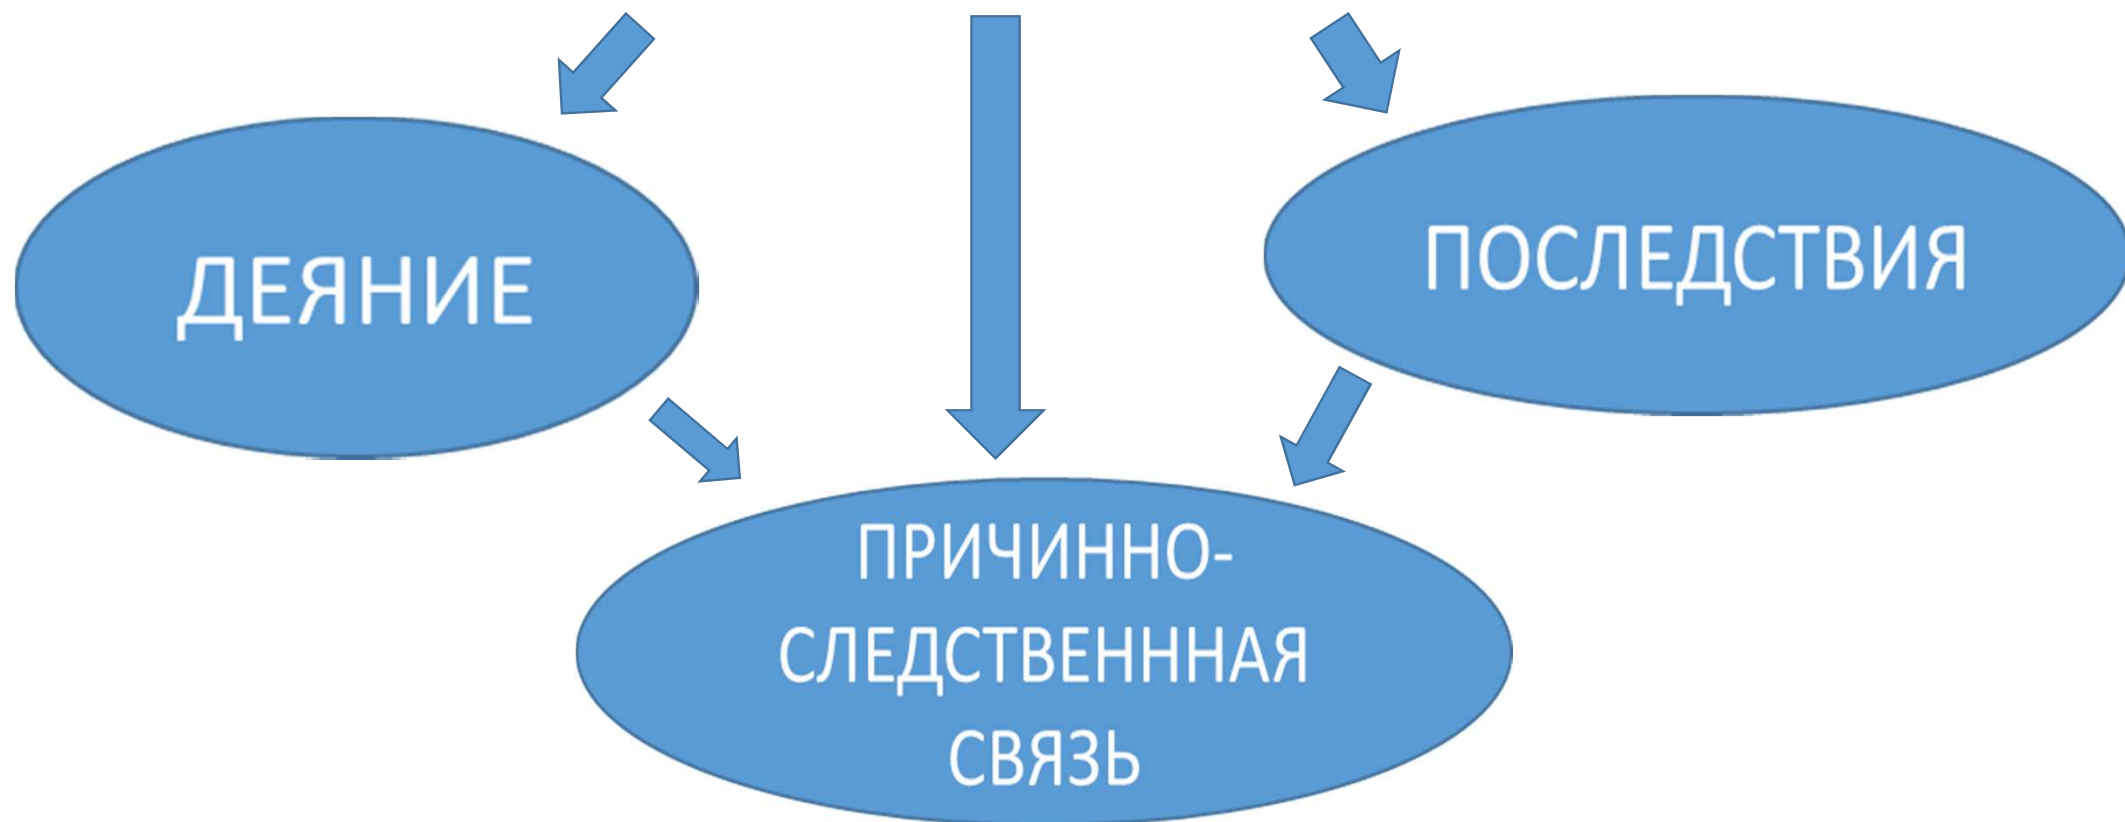 ДЕЯНИЕ
ПОСЛЕДСТВИЯ
ПРИЧИННО-
СЛЕДСТВЕНННАЯ
СВЯЗЬ